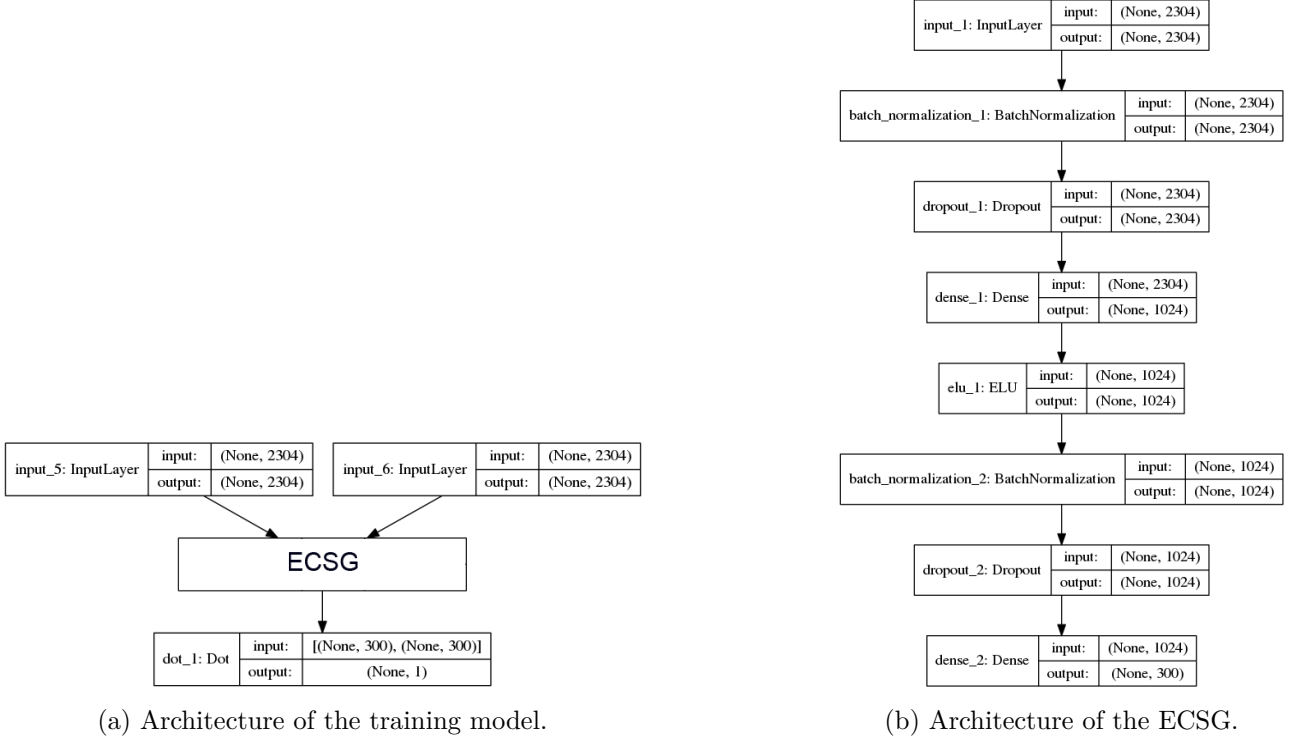 input_5: InputLayer
input: (None, 2304)
output: (None, 2304)
input_6: InputLayer
input: (None, 2304)
output: (None, 2304)
ECSG
dot_1: Dot
input: [(None, 300), (None, 300)]
output: (None, 1)
(a) Architecture of the training model.
input_1: InputLayer
input: (None, 2304)
output: (None, 2304)
batch_normalization_1: BatchNormalization
input: (None, 2304)
output: (None, 2304)
dropout_1: Dropout
input: (None, 2304)
output: (None, 2304)
dense_1: Dense
input: (None, 2304)
output: (None, 1024)
elu_1: ELU
input: (None, 1024)
output: (None, 1024)
batch_normalization_2: BatchNormalization
input: (None, 1024)
output: (None, 1024)
dropout_2: Dropout
input: (None, 1024)
output: (None, 1024)
dense_2: Dense
input: (None, 1024)
output: (None, 300)
(b) Architecture of the ECSG.